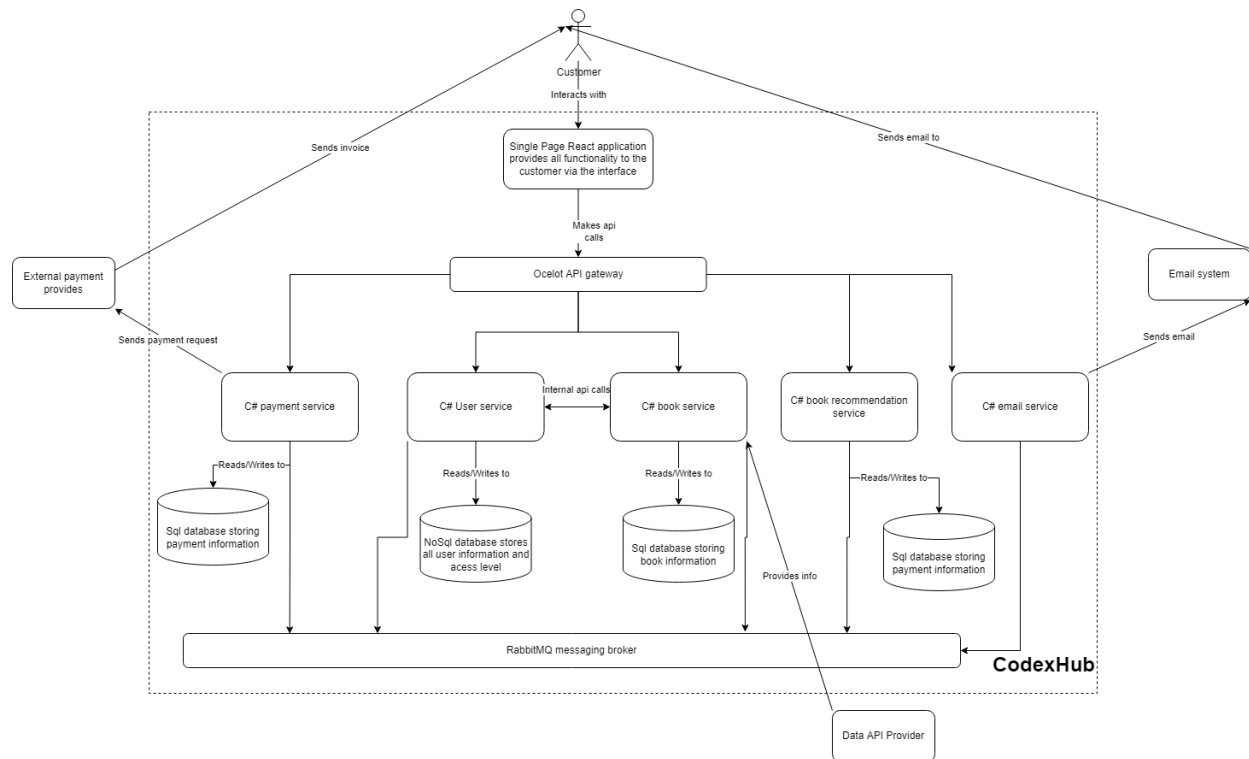 Customer
Interacts with
Sends invoice
Sends email to
Single Page React application
provides all functionality to the
customer via the interface
Makes api
calls
External payment
provides
Ocelot API gateway
Email system
Sends payment request
Sends email
C# payment service
C# User service
Internal api calls
C# book service
C# book recommendation
service
C# email service
Reads/Writes to
Reads/Writes to
Reads/Writes to
Reads/Writes to
Sql database storing
payment information
NoSql database stores
all user information and
acess level
Sql database storing
book information
Sql database storing
payment information
Provides info
RabbitMQ messaging broker
CodexHub
Data API Provider